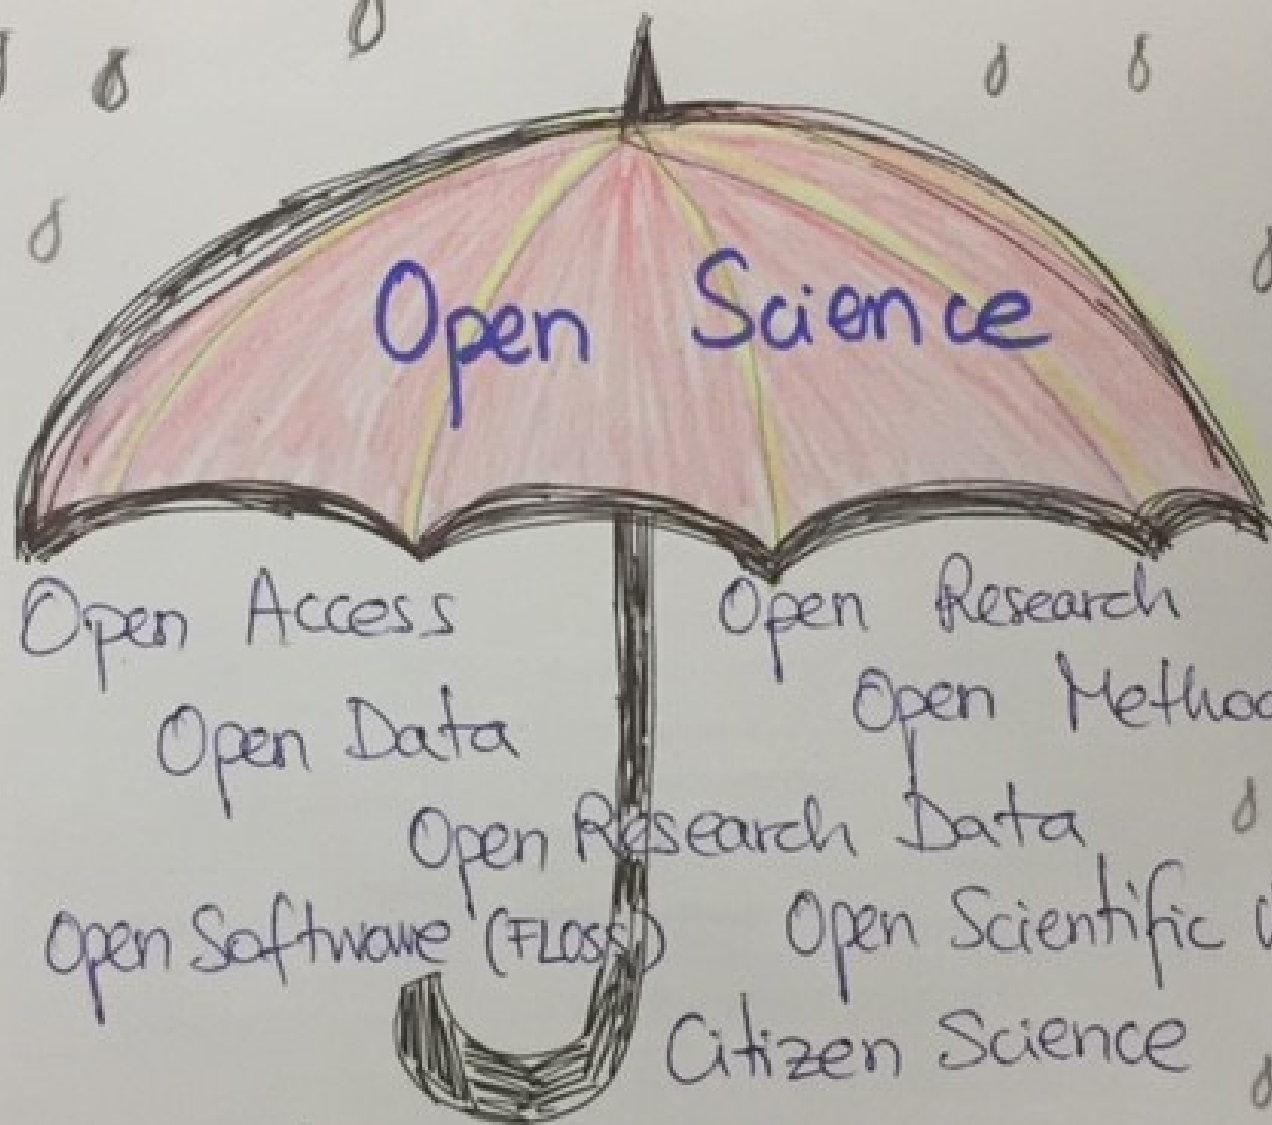 Open Science
Open Access
Open Research
Open Data
Open
Open Research Data
Open Software (FLOSS)
Open Scientific
Citizen Science